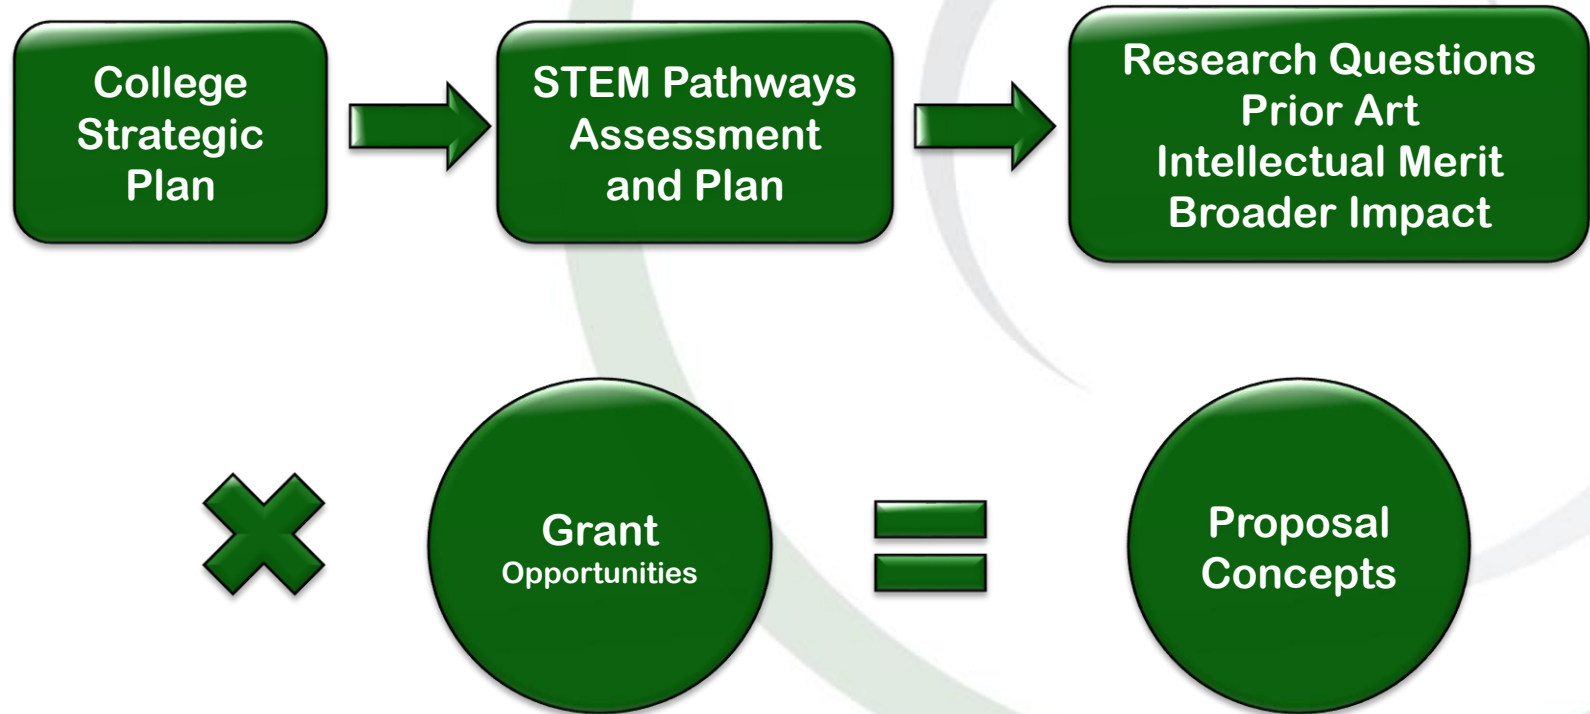 College
Strategic
Plan
STEM Pathways
Assessment
and Plan
Research Questions
Prior Art
Intellectual Merit
Broader Impact
Grant
Opportunities
Proposal
Concepts